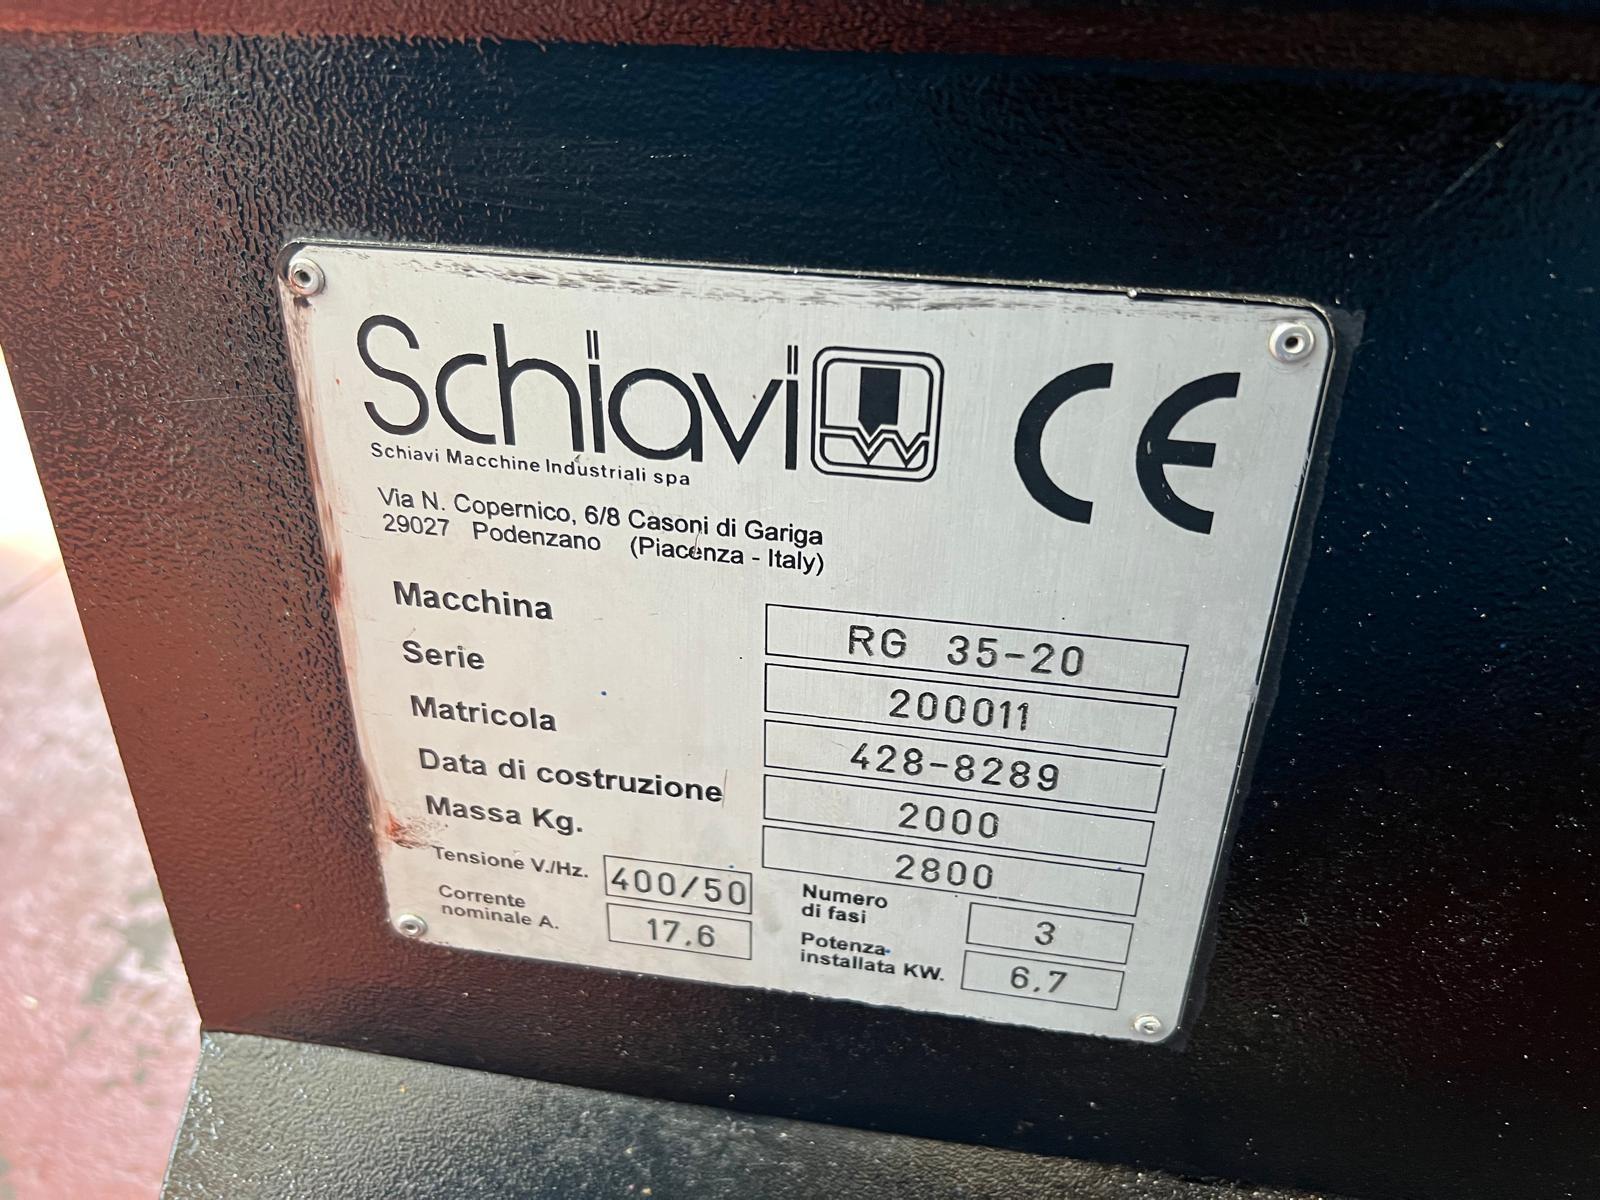 Schiavi CE
Schiavi Macchine Industriali spa
Via N. Copernico, 6/8 Casoni di Gariga
29027 Podenzano (Piacenza - Italy)
Macchina RG 35-20
Serie 200011
Matricola 428-8289
Data di costruzione 2000
Massa Kg. 2800
Tensione V./Hz. 400/50
Numero di fasi 3
Corrente nominale A. 17.6
Potenza installata KW. 6.7